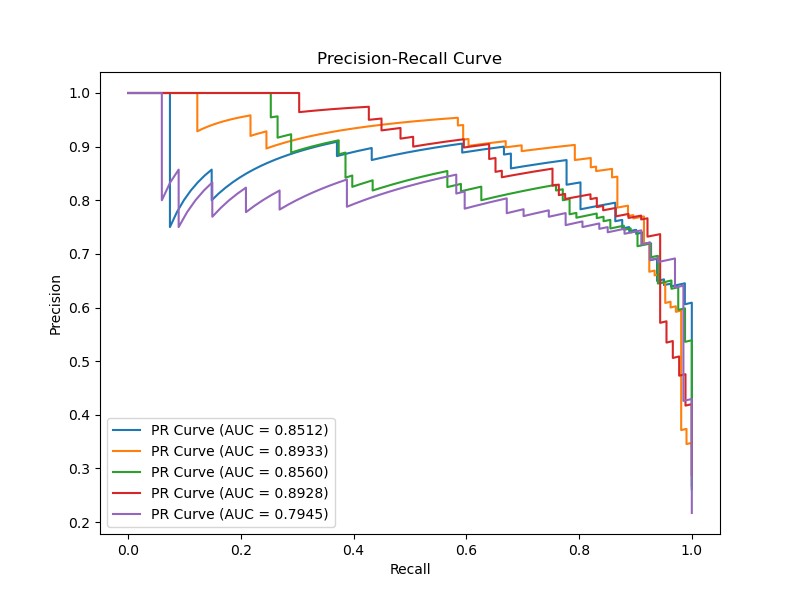 Precision-Recall Curve
1.0
0.9
0.8
0.7
0.6
0.5
0.4
0.3
0.2
Precision
PR Curve (AUC = 0.8512)
PR Curve (AUC = 0.8933)
PR Curve (AUC = 0.8560)
PR Curve (AUC = 0.8928)
PR Curve (AUC = 0.7945)
0.0 0.2 0.4 0.6 0.8 1.0
Recall